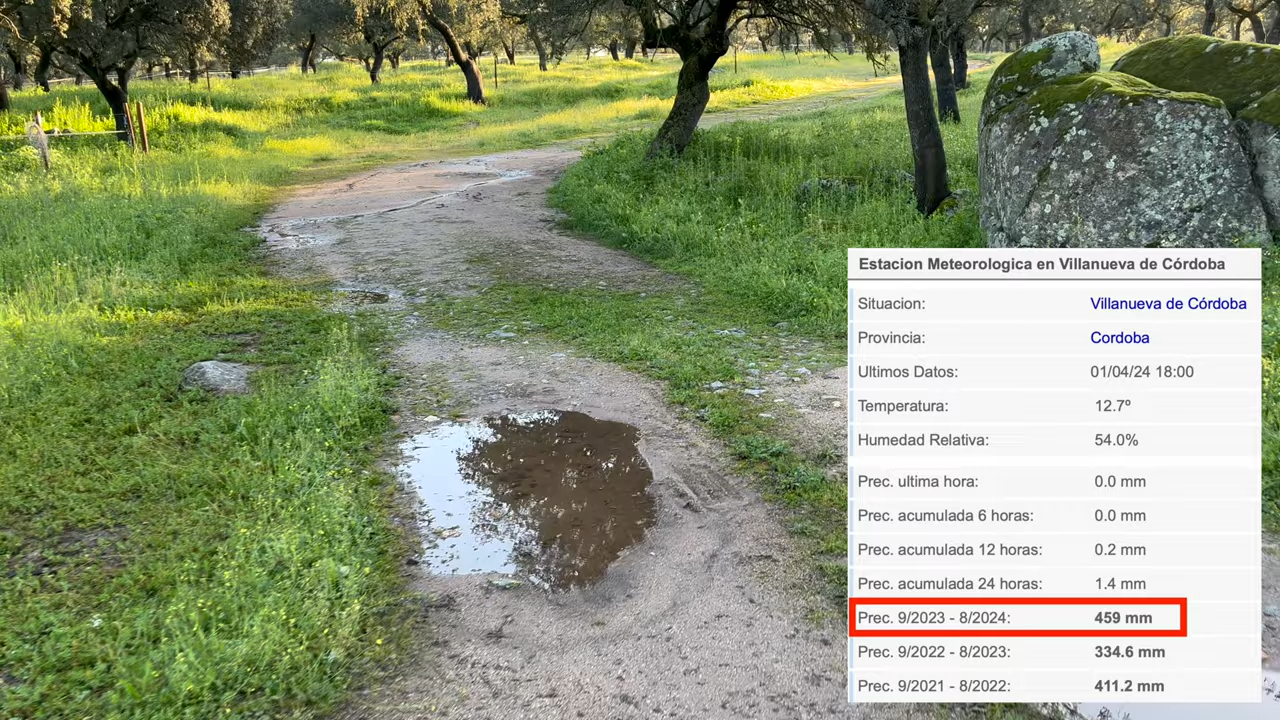 Estacion Meteorologica en Villanueva de Córdoba
Situacion: Villanueva de Córdoba
Provincia: Cordoba
Ultimos Datos: 01/04/24 18:00
Temperatura: 12.7º
Humedad Relativa: 54.0%
Prec. ultima hora: 0.0 mm
Prec. acumulada 6 horas: 0.0 mm
Prec. acumulada 12 horas: 0.2 mm
Prec. acumulada 24 horas: 1.4 mm
Prec. 9/2023 - 8/2024: 459 mm
Prec. 9/2022 - 8/2023: 334.6 mm
Prec. 9/2021 - 8/2022: 411.2 mm